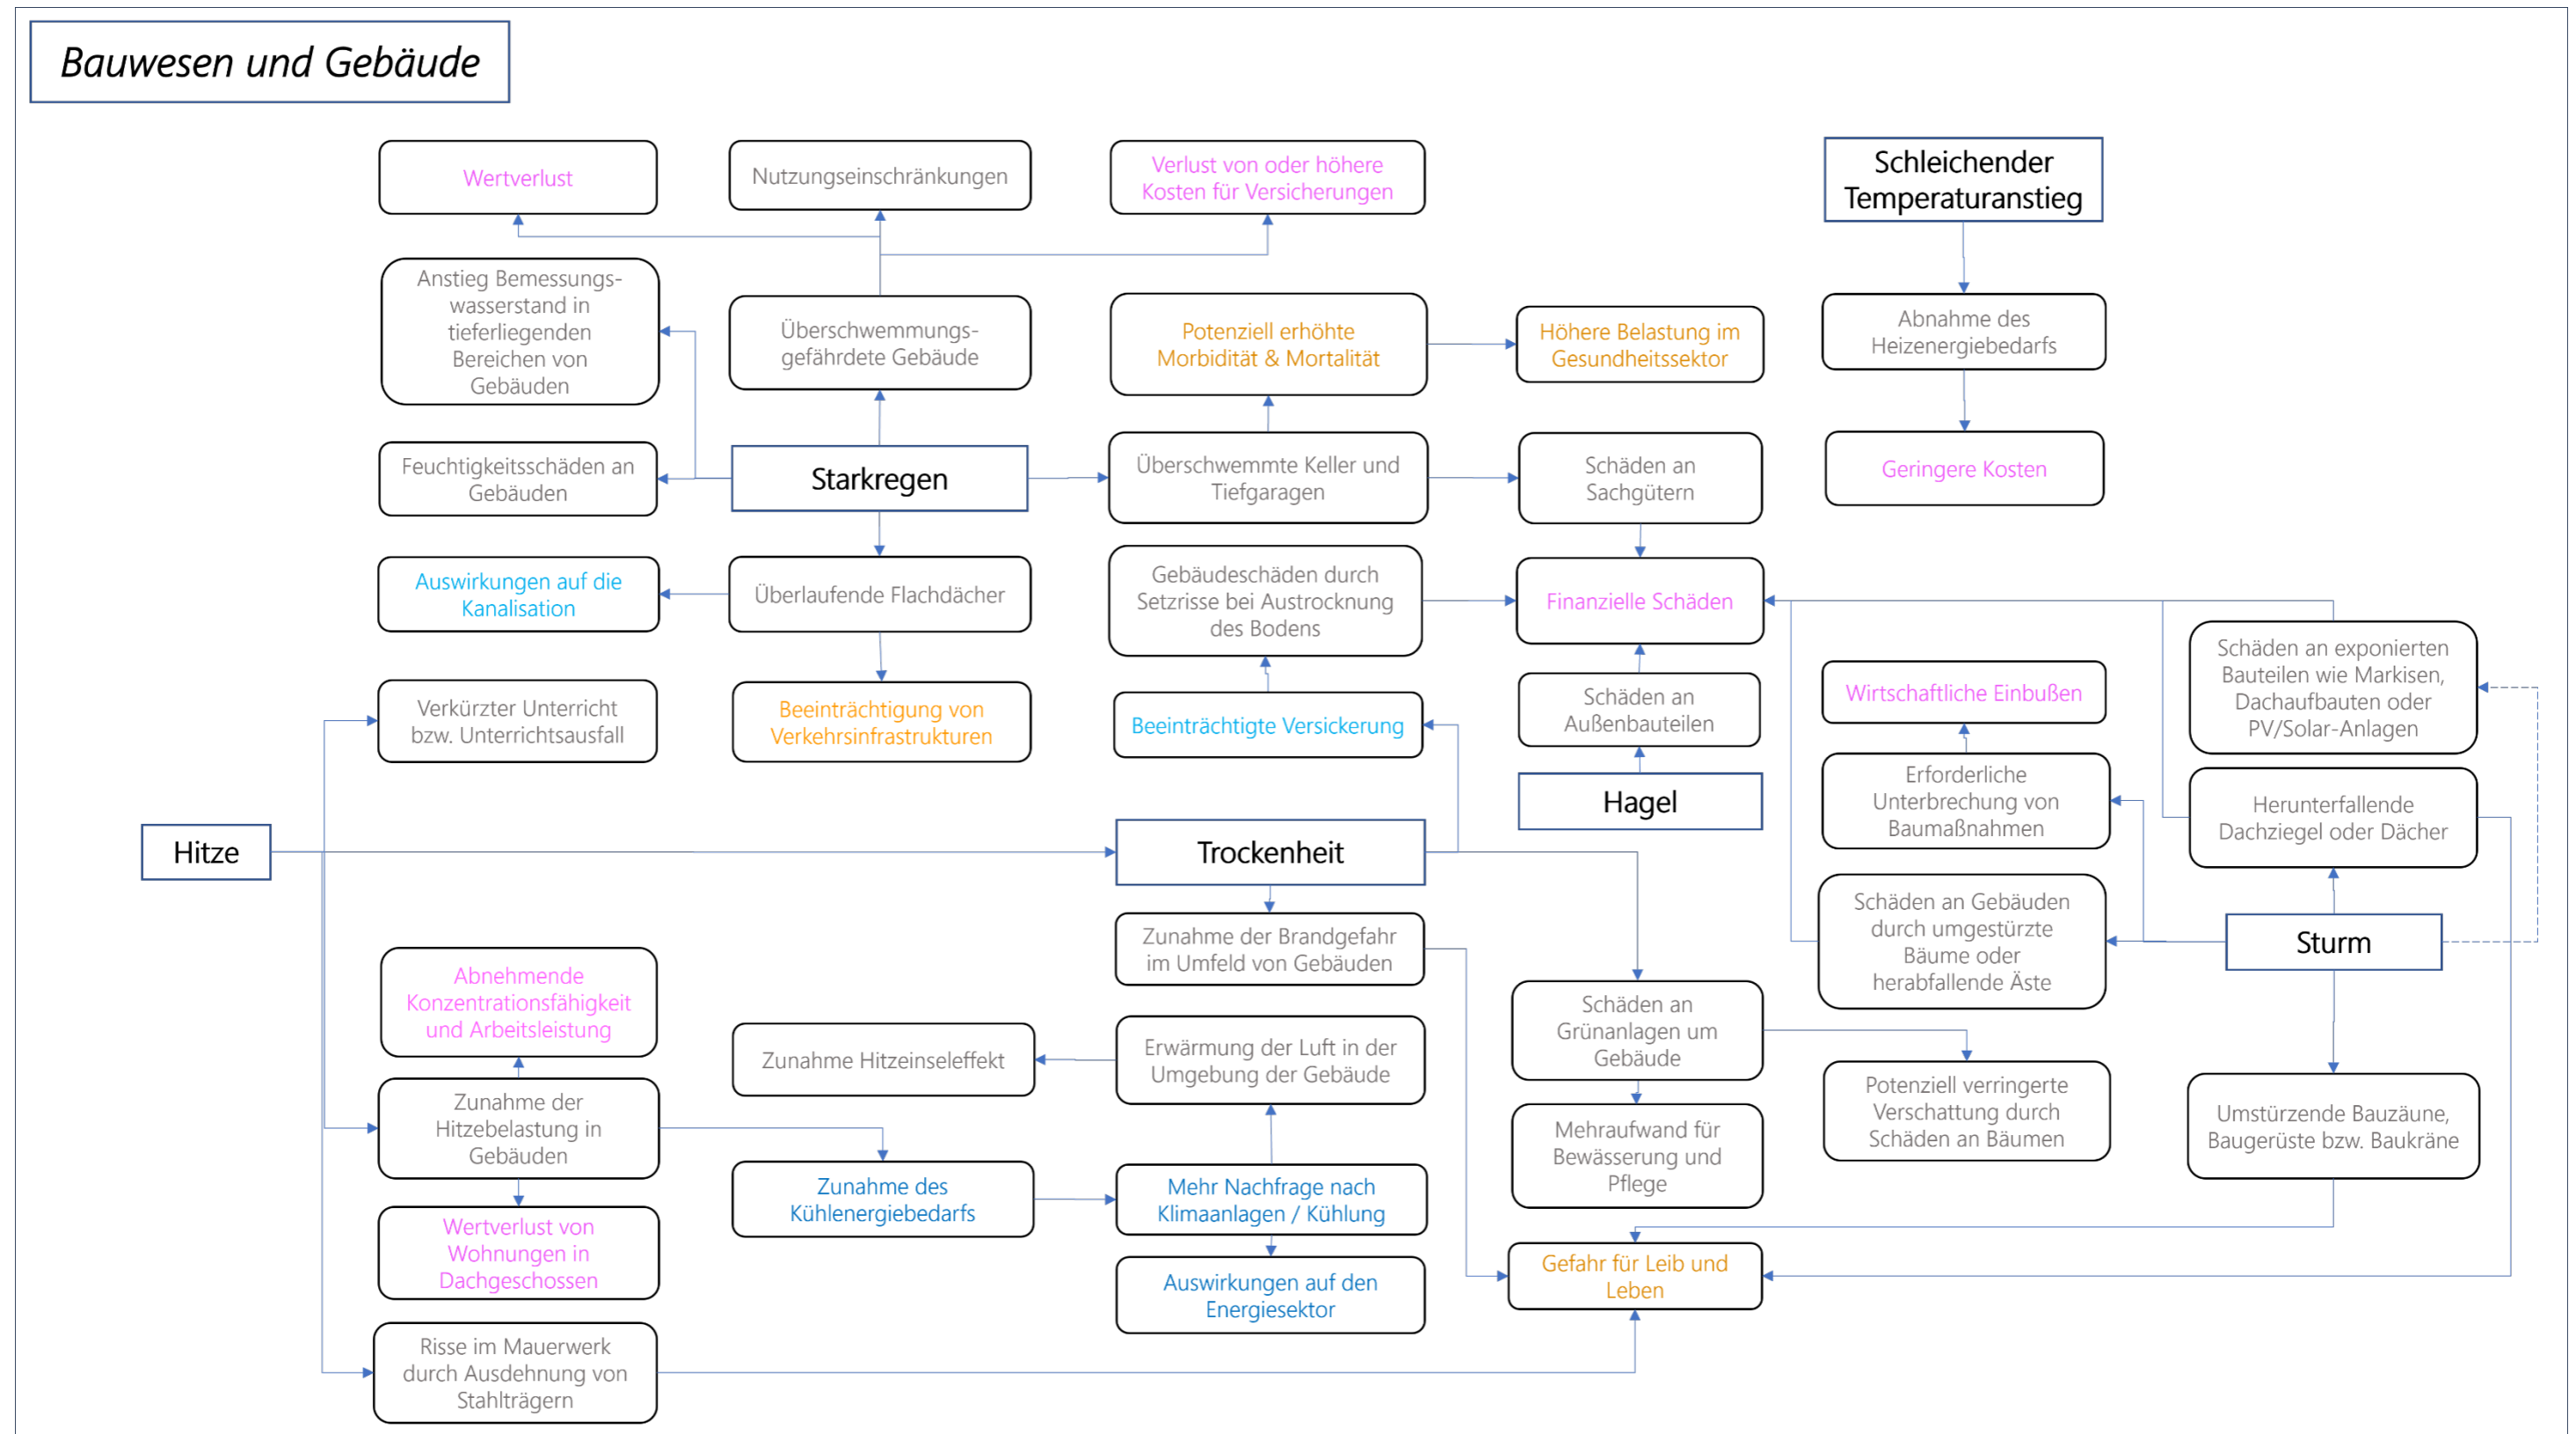 Bauwesen und Gebäude
Wertverlust
Nutzungseinschränkungen
Verlust von oder höhere
Kosten für Versicherungen
Schleichender
Temperaturanstieg
Anstieg Bemessungs-
wasserstand in
tieferliegenden
Bereichen von
Gebäuden
Überschwemmungs-
gefährdete Gebäude
Potenziell erhöhte
Morbidität & Mortalität
Höhere Belastung im
Gesundheitssektor
Abnahme des
Heizenergiebedarfs
Feuchtigkeitsschäden an
Gebäuden
Starkregen
Überschwemmte Keller und
Tiefgaragen
Schäden an
Sachgütern
Geringere Kosten
Auswirkungen auf die
Kanalisation
Überlaufende Flachdächer
Gebäudeschäden durch
Setzrisse bei Austrocknung
des Bodens
Finanzielle Schäden
Schäden an exponierten
Bauteilen wie Markisen,
Dachaufbauten oder
PV/Solar-Anlagen
Verkürzter Unterricht
bzw. Unterrichtsausfall
Beeinträchtigung von
Verkehrsinfrastrukturen
Beeinträchtigte Versickerung
Schäden an
Außenbauteilen
Wirtschaftliche Einbußen
Hagel
Erforderliche
Unterbrechung von
Baumaßnahmen
Herunterfallende
Dachziegel oder Dächer
Hitze
Trockenheit
Zunahme der Brandgefahr
im Umfeld von Gebäuden
Schäden an Gebäuden
durch umgestürzte
Bäume oder
herabfallende Äste
Sturm
Abnehmende
Konzentrationsfähigkeit
und Arbeitsleistung
Zunahme Hitzeinseleffekt
Erwärmung der Luft in der
Umgebung der Gebäude
Schäden an
Grünanlagen um
Gebäude
Potenziell verringerte
Verschattung durch
Schäden an Bäumen
Umstürzende Bauzäune,
Baugerüste bzw. Baukräne
Zunahme der
Hitzebelastung in
Gebäuden
Mehraufwand für
Bewässerung und
Pflege
Zunahme des
Kühlenergiebedarfs
Mehr Nachfrage nach
Klimaanlagen / Kühlung
Wertverlust von
Wohnungen in
Dachgeschossen
Auswirkungen auf den
Energiesektor
Gefahr für Leib und
Leben
Risse im Mauerwerk
durch Ausdehnung von
Stahlträgern